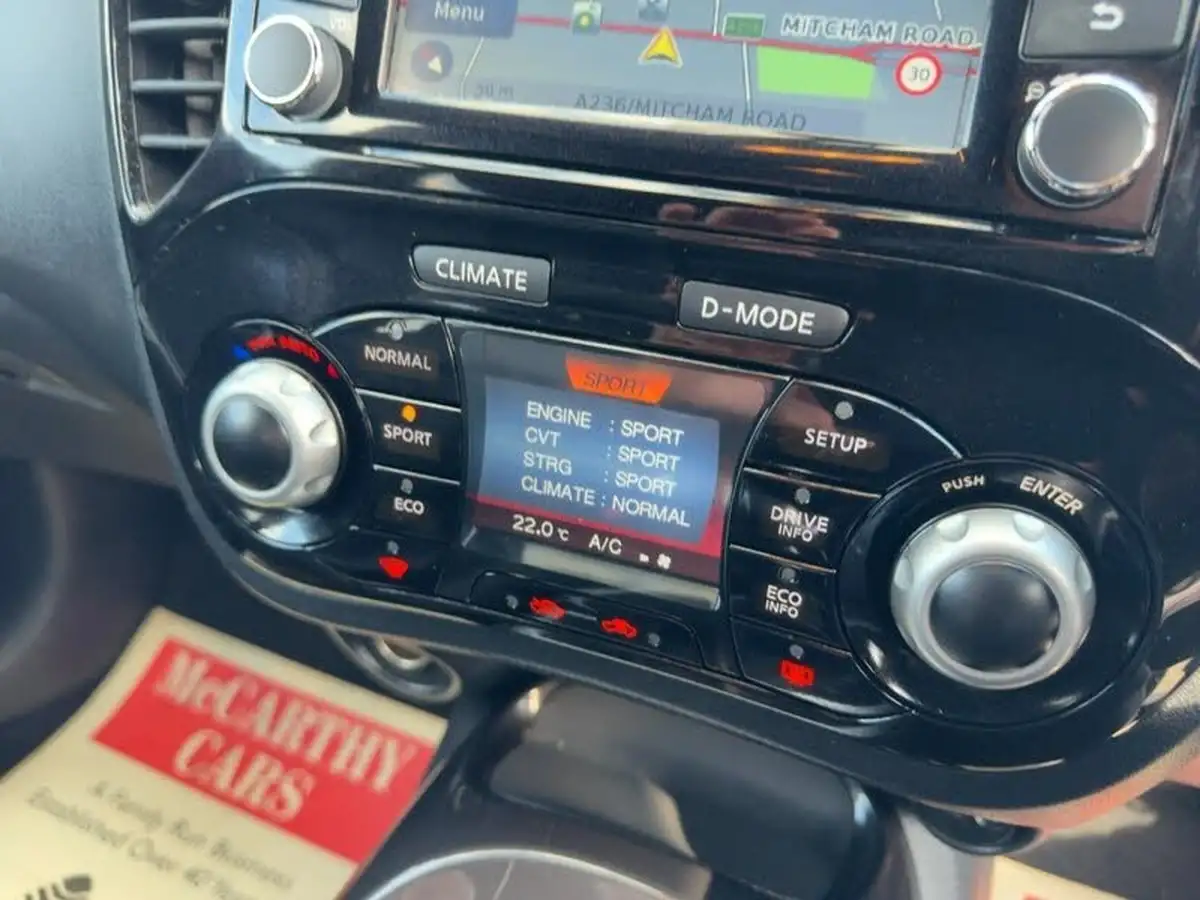 Menu
VOL
MITCHAM ROAD
30
A236/MITCHAM ROAD
CLIMATE
D-MODE
AUTO
NORMAL
SPORT
ECO
SPORT
ENGINE : SPORT
CVT : SPORT
STRG : SPORT
CLIMATE : NORMAL
22.0 °C A/C
SETUP
DRIVE
INFO
ECO
INFO
PUSH ENTER
McCARTHY
CARS
A Family Run Business
Established Over 40